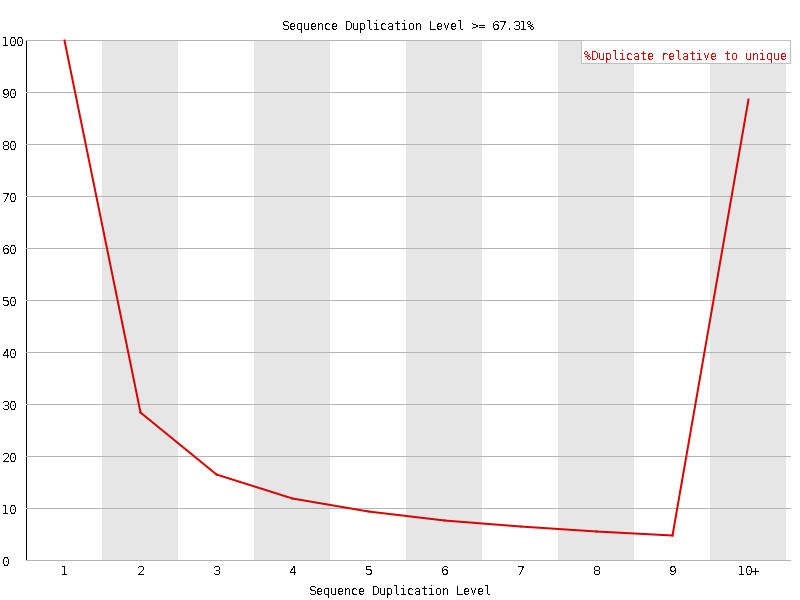 Sequence Duplication Level >= 67.31%
%Duplicate relative to unique
100
90
80
70
60
50
40
30
20
10
0
1 2 3 4 5 6 7 8 9 10+
Sequence Duplication Level